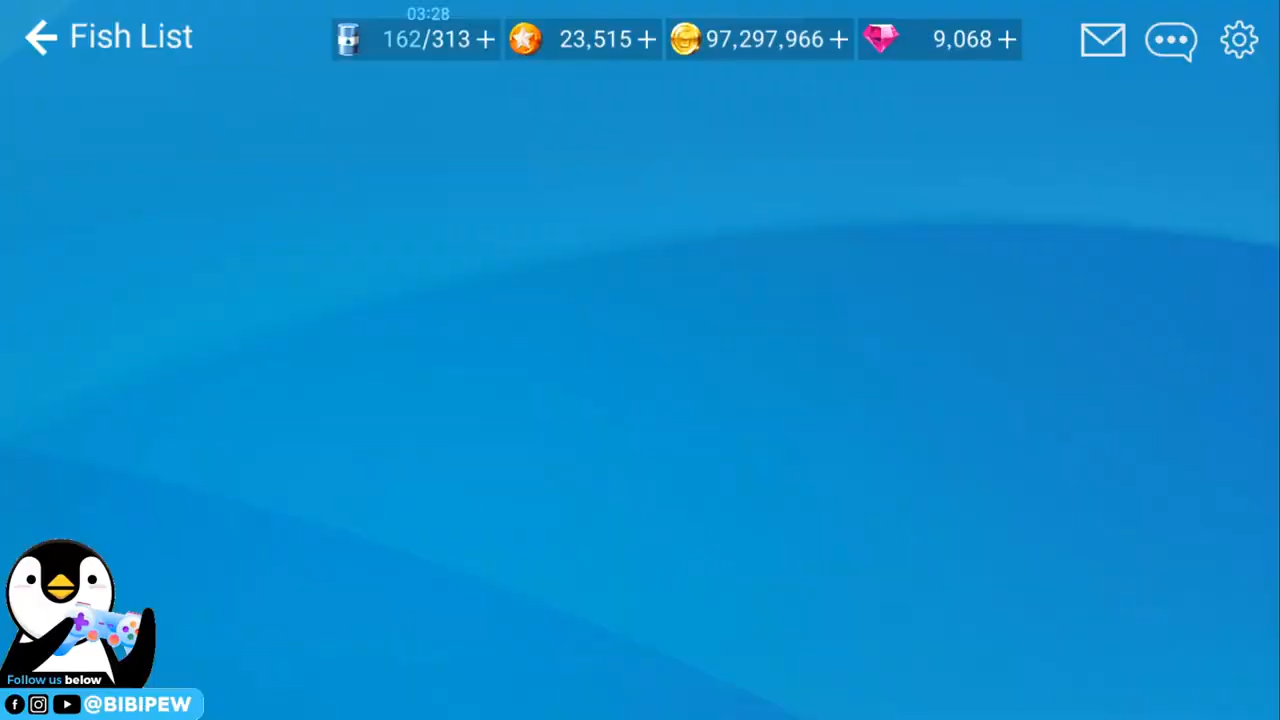 03:28
Fish List
162/313 +
23,515 +
97,297,966 +
9,068 +
Follow us below
@BIBIPEW